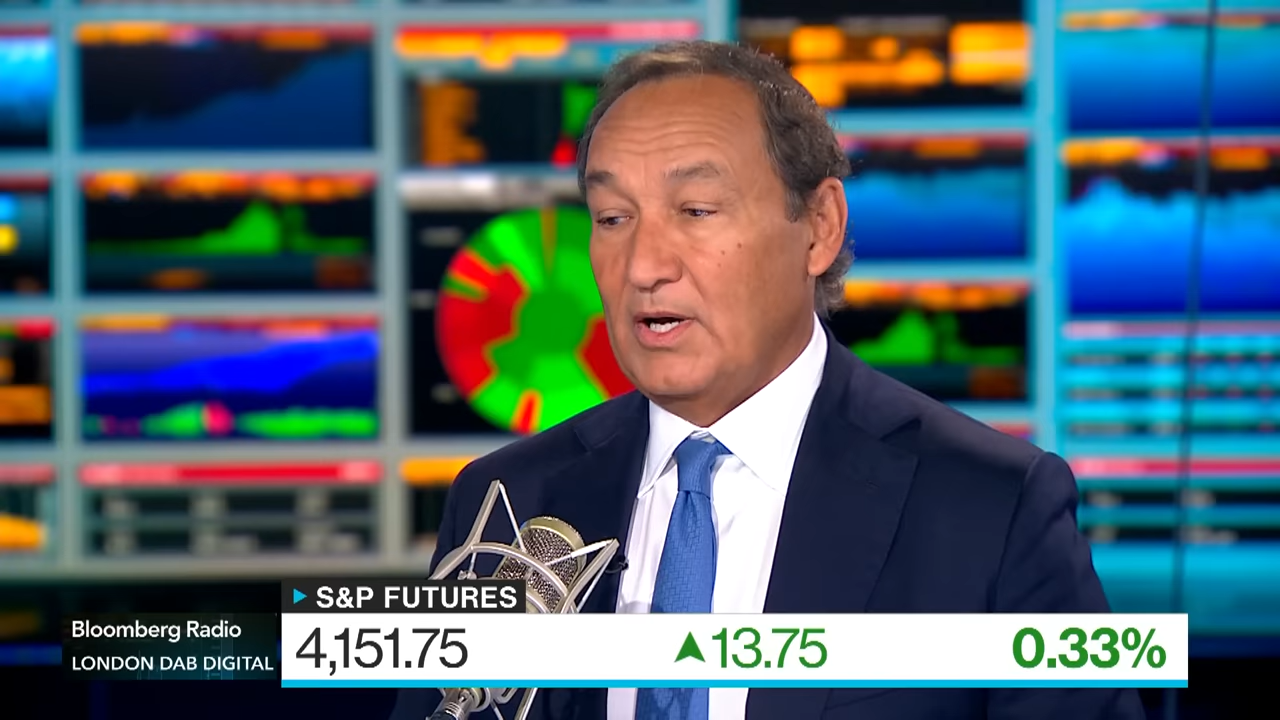 S&P FUTURES
Bloomberg Radio
LONDON DAB DIGITAL
4,151.75 ▲13.75 0.33%